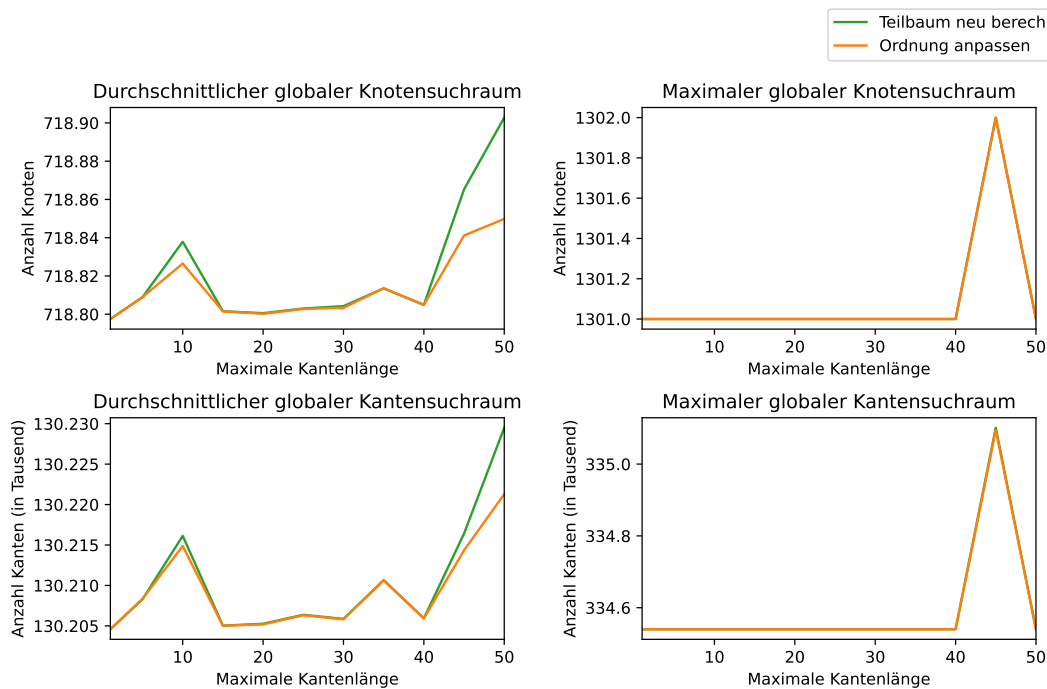 Teilbaum neu berech
Ordnung anpassen
Durchschnittlicher globaler Knotensuchraum
718.90
718.88
718.86
718.84
718.82
718.80
Anzahl Knoten
10 20 30 40 50
Maximale Kantenlänge
Maximaler globaler Knotensuchraum
1302.0
1301.8
1301.6
1301.4
1301.2
1301.0
Anzahl Knoten
10 20 30 40 50
Maximale Kantenlänge
Durchschnittlicher globaler Kantensuchraum
130.230
130.225
130.220
130.215
130.210
130.205
Anzahl Kanten (in Tausend)
10 20 30 40 50
Maximale Kantenlänge
Maximaler globaler Kantensuchraum
335.0
334.8
334.6
Anzahl Kanten (in Tausend)
10 20 30 40 50
Maximale Kantenlänge